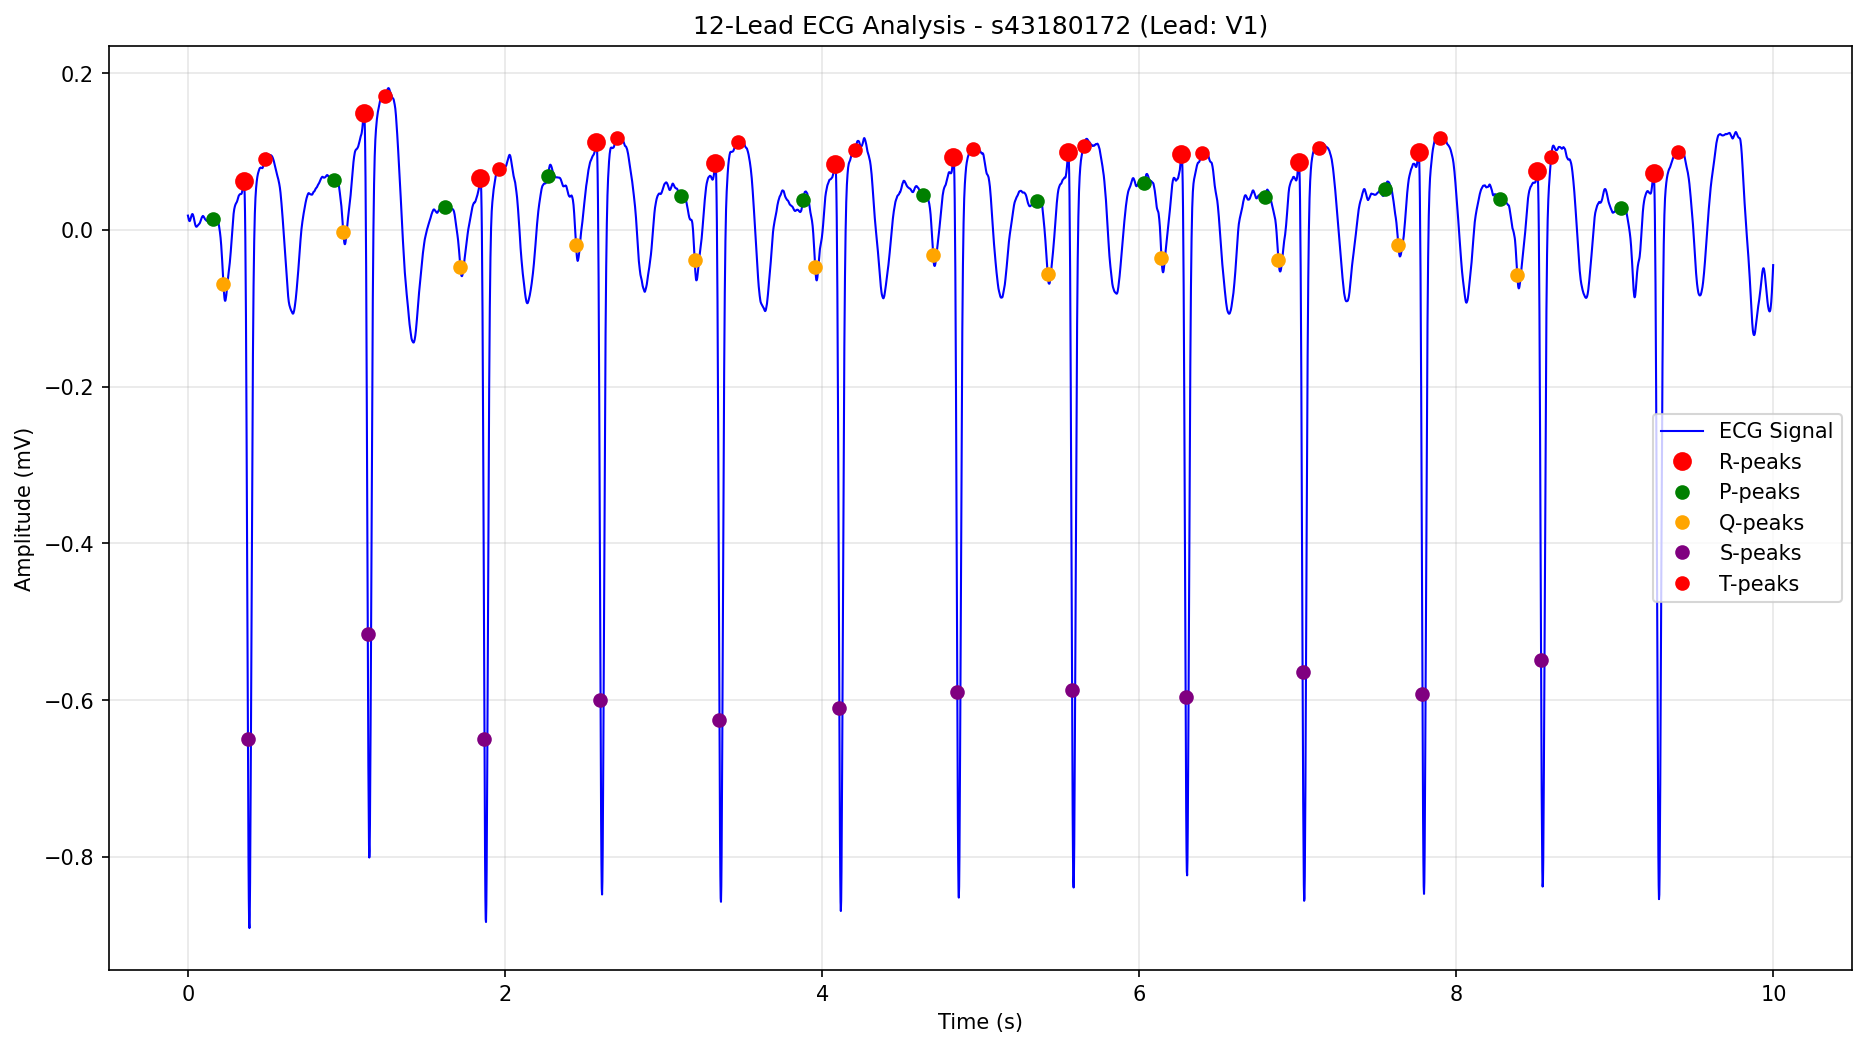 12-Lead ECG Analysis - s43180172 (Lead: V1)
0.2
0.0
−0.2
−0.4
−0.6
−0.8
Amplitude (mV)
ECG Signal
R-peaks
P-peaks
Q-peaks
S-peaks
T-peaks
0 2 4 6 8 10
Time (s)